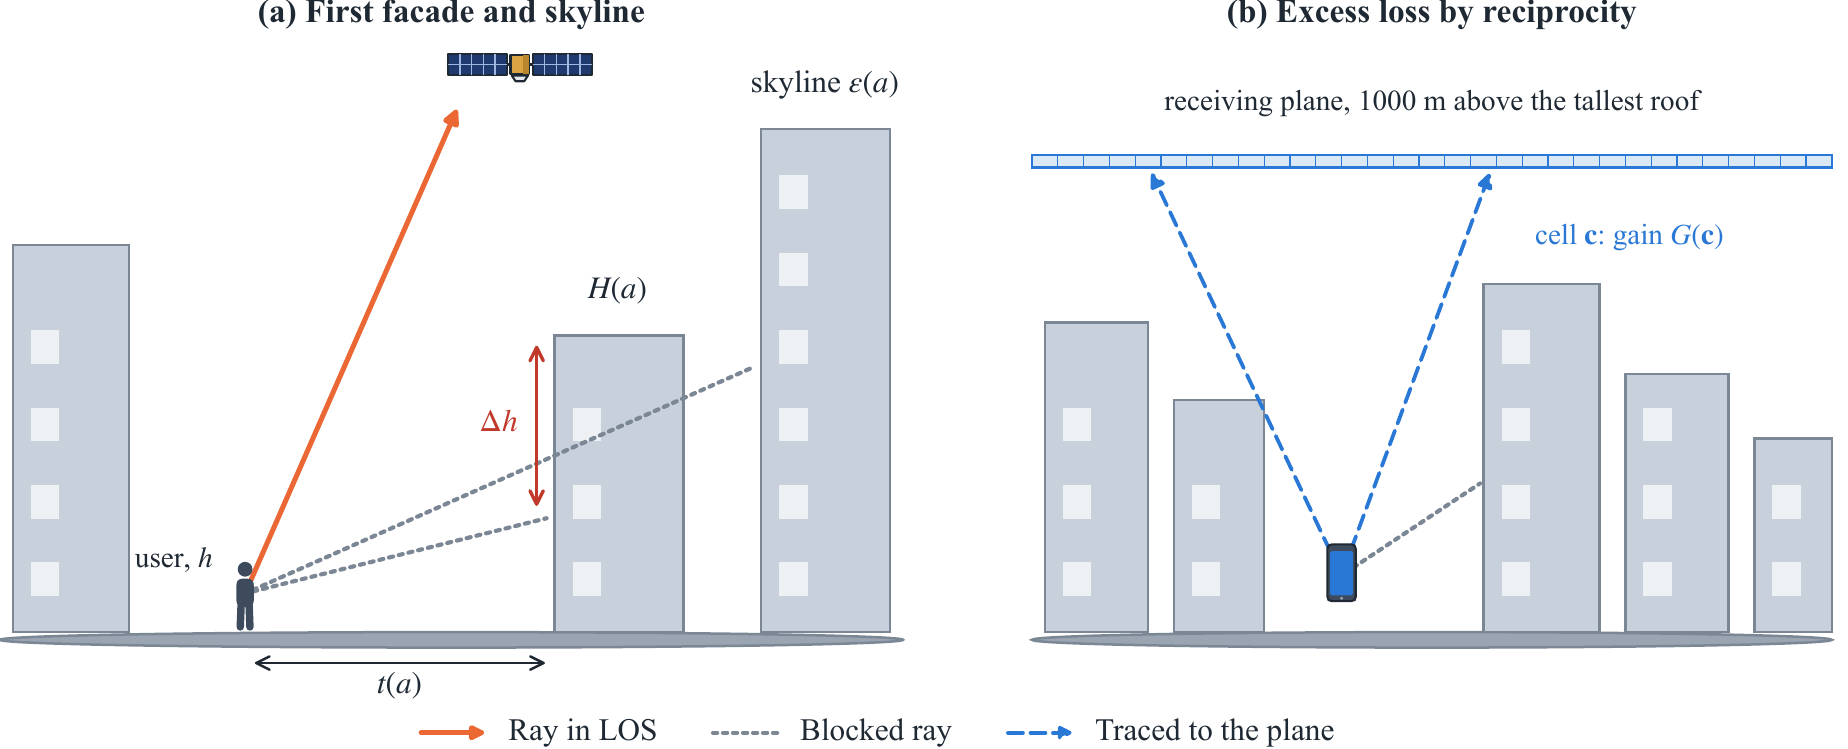 (a) First facade and skyline
skyline ε(a)
H(a)
Δh
user, h
t(a)
(b) Excess loss by reciprocity
receiving plane, 1000 m above the tallest roof
cell c: gain G(c)
Ray in LOS
Blocked ray
Traced to the plane